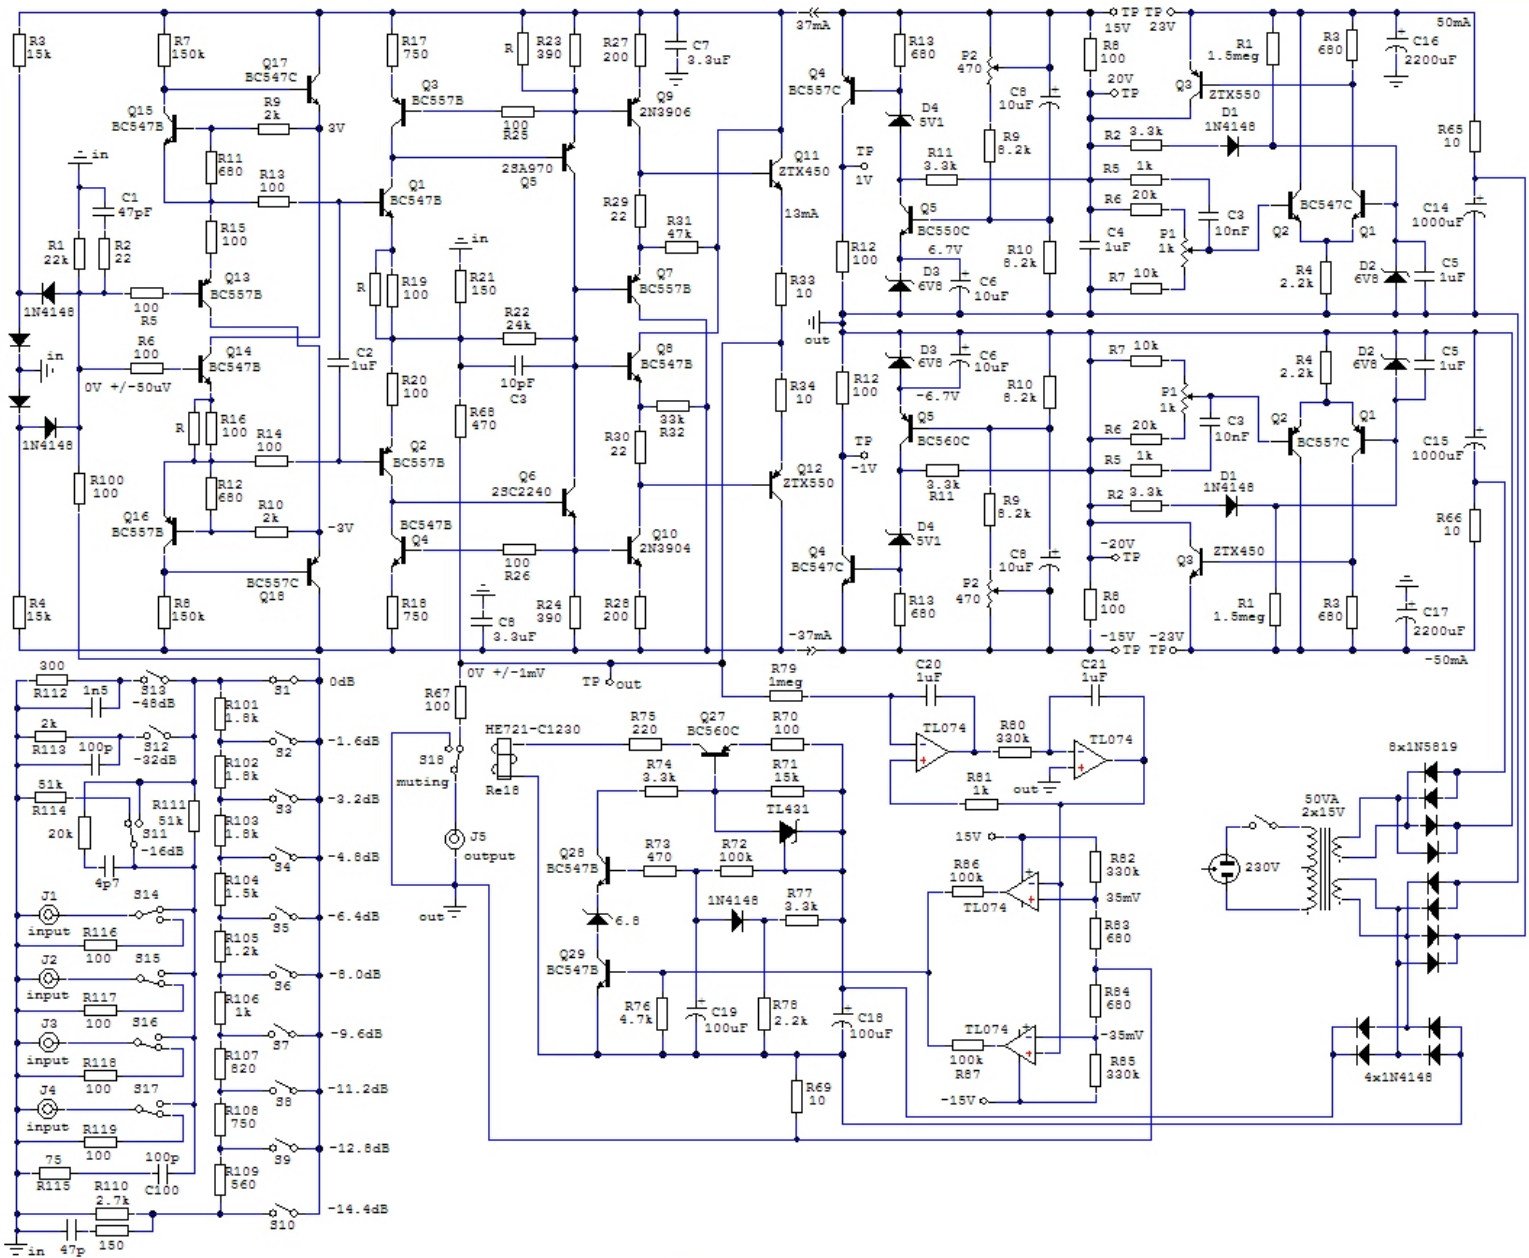 R3
15k
R7
150k
Q17
BC547C
R17
750
R
R23
390
R27
200
C7
3.3uF
37mA
R13
680
P2
470
TP
15V
TP
23V
R8
100
R1
1.5meg
R3
680
50mA
C16
2200uF
Q15
BC547B
R9
2k
3V
Q3
BC557B
100
R25
Q9
2N3906
Q4
BC557C
D4
5V1
C8
10uF
20V
TP
Q3
ZTX550
D1
1N4148
R65
10
in
C1
47pF
R11
680
R13
100
Q1
BC547B
2SA970
Q5
Q11
ZTX450
TP
1V
R11
3.3k
R9
8.2k
R2
3.3k
R5
1k
R6
20k
R1
22k
R2
22
R15
100
R29
22
R31
47k
13mA
Q5
BC550C
6.7V
R12
100
R10
8.2k
C4
1uF
P1
1k
C3
10nF
BC547C
Q2
Q1
C14
1000uF
in
R21
150
Q13
BC557B
R
R19
100
Q7
BC557B
R33
10
D3
6V8
C6
10uF
R7
10k
R4
2.2k
D2
6V8
C5
1uF
1N4148
100
R5
R22
24k
out
R6
100
Q14
BC547B
in
0V +/-50uV
C2
1uF
R20
100
10pF
C3
Q8
BC547B
R34
10
R12
100
D3
6V8
C6
10uF
-6.7V
R10
8.2k
R7
10k
P1
1k
R4
2.2k
D2
6V8
C5
1uF
1N4148
R
R16
100
R14
100
R68
470
33k
R32
R30
22
Q5
BC560C
TP
-1V
R6
20k
R5
1k
C3
10nF
Q2
BC557C
Q1
C15
1000uF
R100
100
R12
680
Q2
BC557B
Q6
2SC2240
Q12
ZTX550
3.3k
R11
R9
8.2k
R2
3.3k
D1
1N4148
R66
10
Q16
BC557B
R10
2k
-3V
BC547B
Q4
100
R26
Q10
2N3904
Q4
BC547C
D4
5V1
C8
10uF
-20V
TP
Q3
ZTX450
R4
15k
R8
150k
BC557C
Q18
R18
750
C8
3.3uF
R24
390
R28
200
-37mA
R13
680
P2
470
R8
100
-15V
TP
-23V
TP
R1
1.5meg
R3
680
C17
2200uF
-50mA
300
R112
1n5
S13
-48dB
S1
0dB
0V +/-1mV
TP
out
R67
100
R79
1meg
C20
1uF
C21
1uF
2k
R113
100p
S12
-32dB
R101
1.8k
S2
-1.6dB
HE721-C1230
Re18
S18
muting
R75
220
Q27
BC560C
R70
100
TL074
R80
330k
TL074
8x1N5819
51k
R114
20k
4p7
S11
-16dB
R111
51k
R102
1.8k
S3
-3.2dB
R74
3.3k
R71
15k
TL431
R81
1k
out
50VA
2x15V
230V
R103
1.8k
S4
-4.8dB
J5
output
Q28
BC547B
R73
470
R72
100k
15V
R86
100k
TL074
R82
330k
35mV
J1
input
S14
R116
100
R104
1.5k
S5
-6.4dB
out
6.8
1N4148
R77
3.3k
R83
680
J2
input
S15
R117
100
R105
1.2k
S6
-8.0dB
Q29
BC547B
R76
4.7k
C19
100uF
R78
2.2k
C18
100uF
R84
680
J3
input
S16
R118
100
R106
1k
S7
-9.6dB
TL074
100k
R87
-35mV
R85
330k
4x1N4148
R107
820
S8
-11.2dB
J4
input
S17
R119
100
R108
750
S9
-12.8dB
R69
10
-15V
75
R115
100p
C100
R109
560
R110
2.7k
S10
-14.4dB
in
47p
150